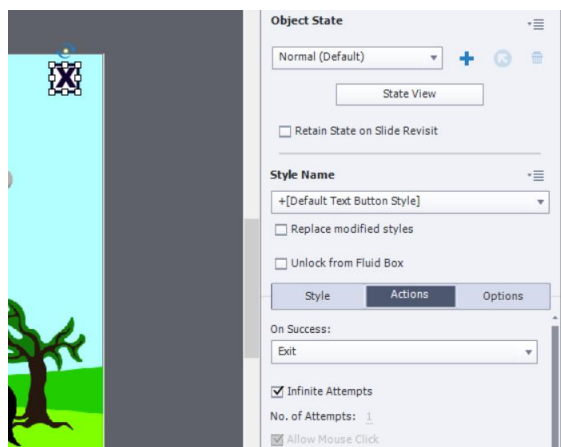 X
Object State
Normal (Default)
State View
Retain State on Slide Revisit
Style Name
+[Default Text Button Style]
Replace modified styles
Unlock from Fluid Box
Style Actions Options
On Success:
Exit
Infinite Attempts
No. of Attempts: 1
Allow Mouse Click